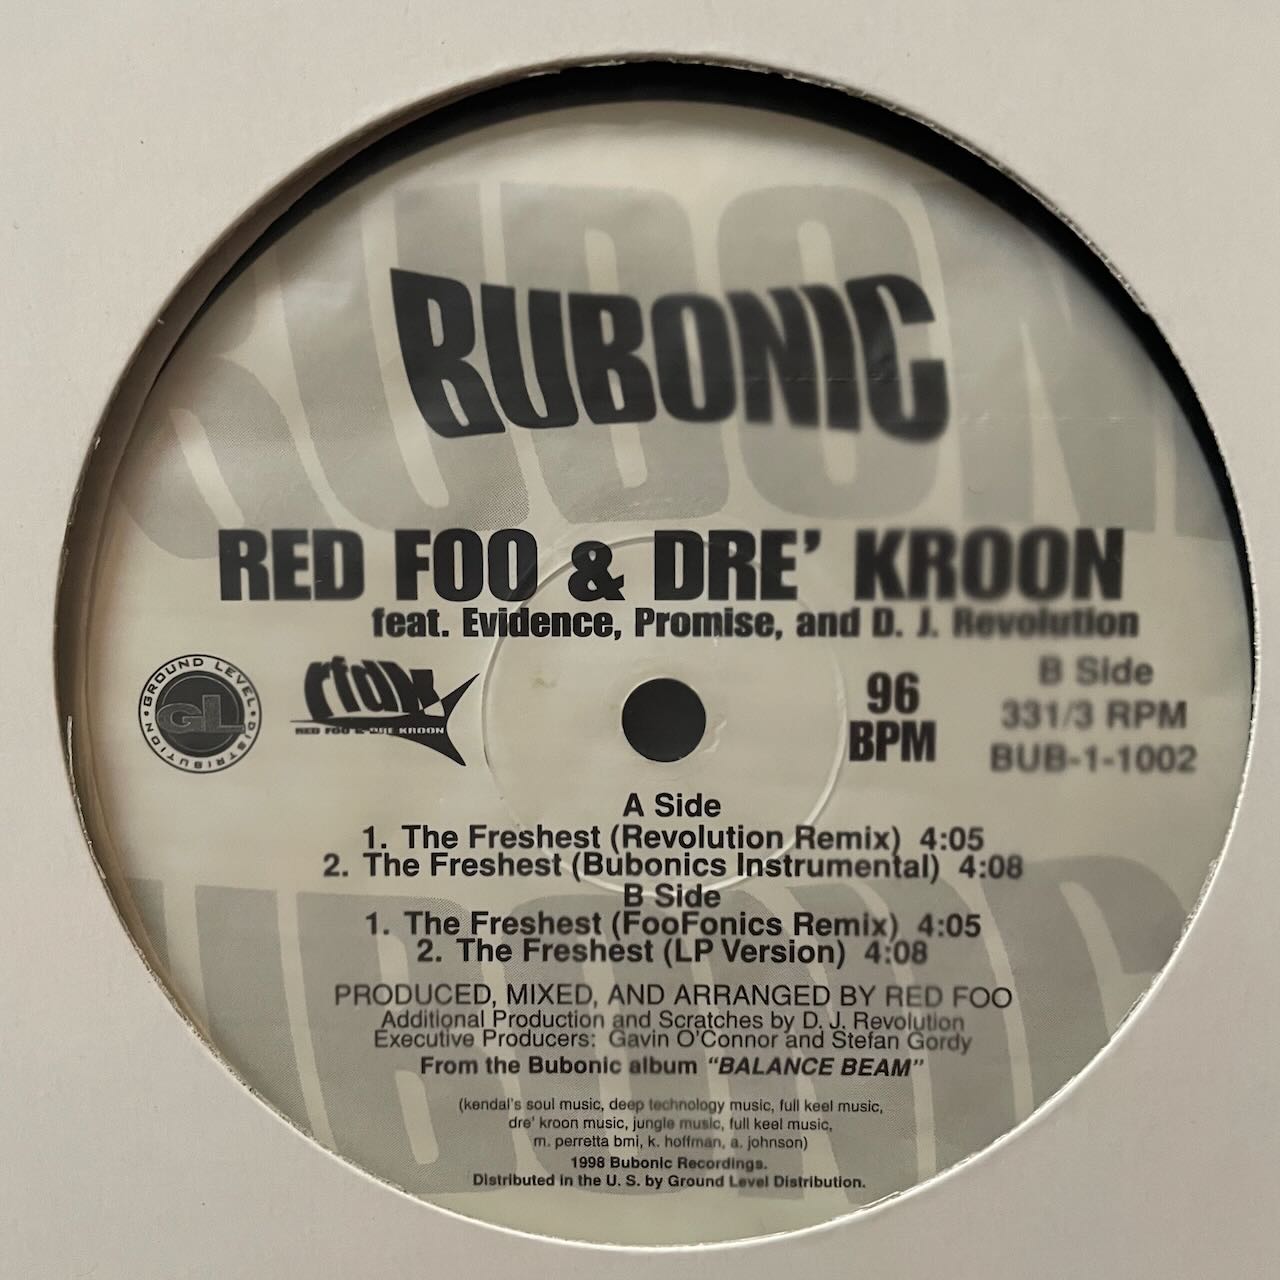 BUBONIC
RED FOO & DRE' KROON
feat. Evidence, Promise, and D. J. Revolution
GROUND LEVEL
DISTRIBUTION
GL
rfdk
RED FOO & DRE KROON
96
BPM
B Side
331/3 RPM
BUB-1-1002
A Side
1. The Freshest (Revolution Remix) 4:05
2. The Freshest (Bubonics Instrumental) 4:08
B Side
1. The Freshest (FooFonics Remix) 4:05
2. The Freshest (LP Version) 4:08
PRODUCED, MIXED, AND ARRANGED BY RED FOO
Additional Production and Scratches by D. J. Revolution
Executive Producers: Gavin O'Connor and Stefan Gordy
From the Bubonic album "BALANCE BEAM"
(kendal's soul music, deep technology music, full keel music,
dre' kroon music, jungle music, full keel music,
m. perretta bmi, k. hoffman, a. johnson)
1998 Bubonic Recordings.
Distributed in the U. S. by Ground Level Distribution.